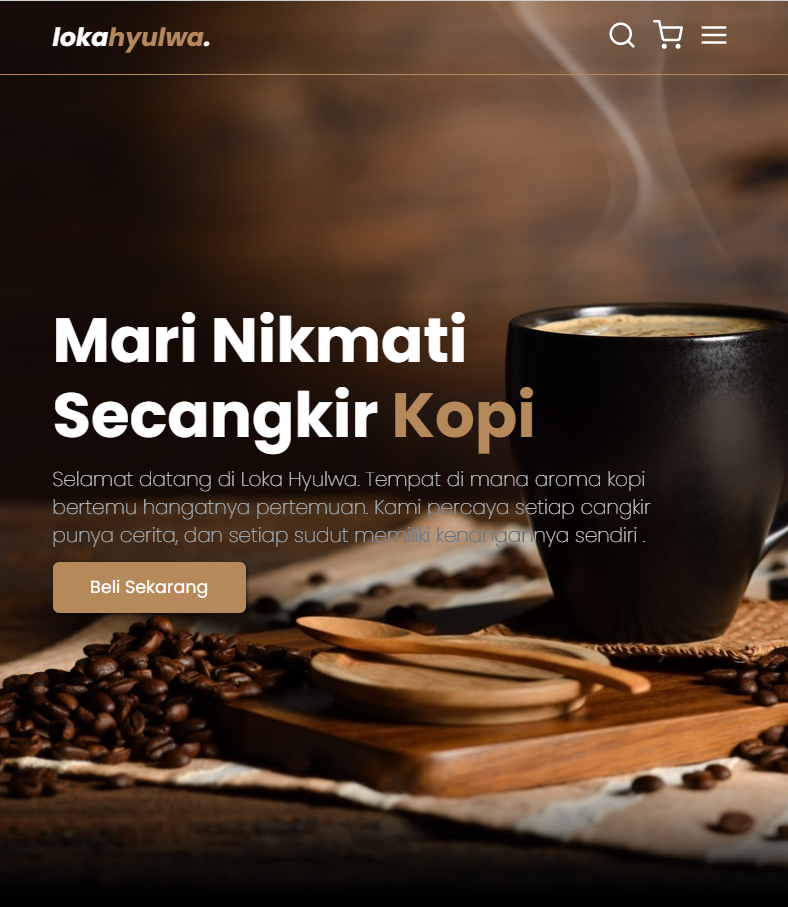 lokahyulwa.
Mari Nikmati
Secangkir Kopi
Selamat datang di Loka Hyulwa. Tempat di mana aroma kopi
bertemu hangatnya pertemuan. Kami percaya setiap cangkir
punya cerita, dan setiap sudut memiliki kenangannya sendiri .
Beli Sekarang